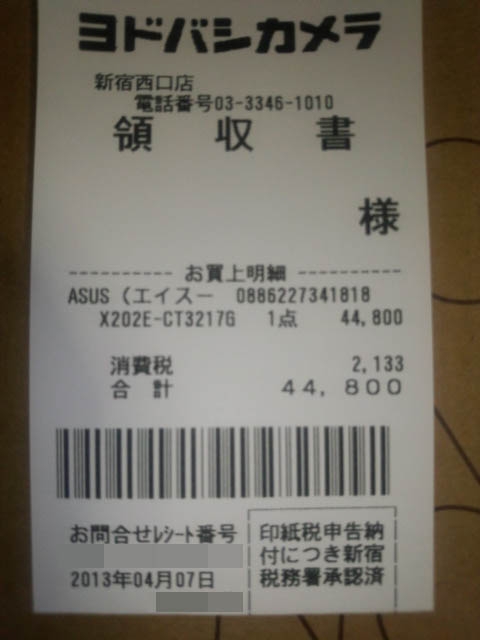 ヨドバシカメラ
新宿西口店
電話番号03-3346-1010
領収書
様
---------- お買上明細 ----------
ASUS (エイスー 0886227341818
X202E-CT3217G 1点 44,800
消費税 2,133
合計 44,800
お問合せレシート番号
2013年04月07日
印紙税申告納
付につき新宿
税務署承認済